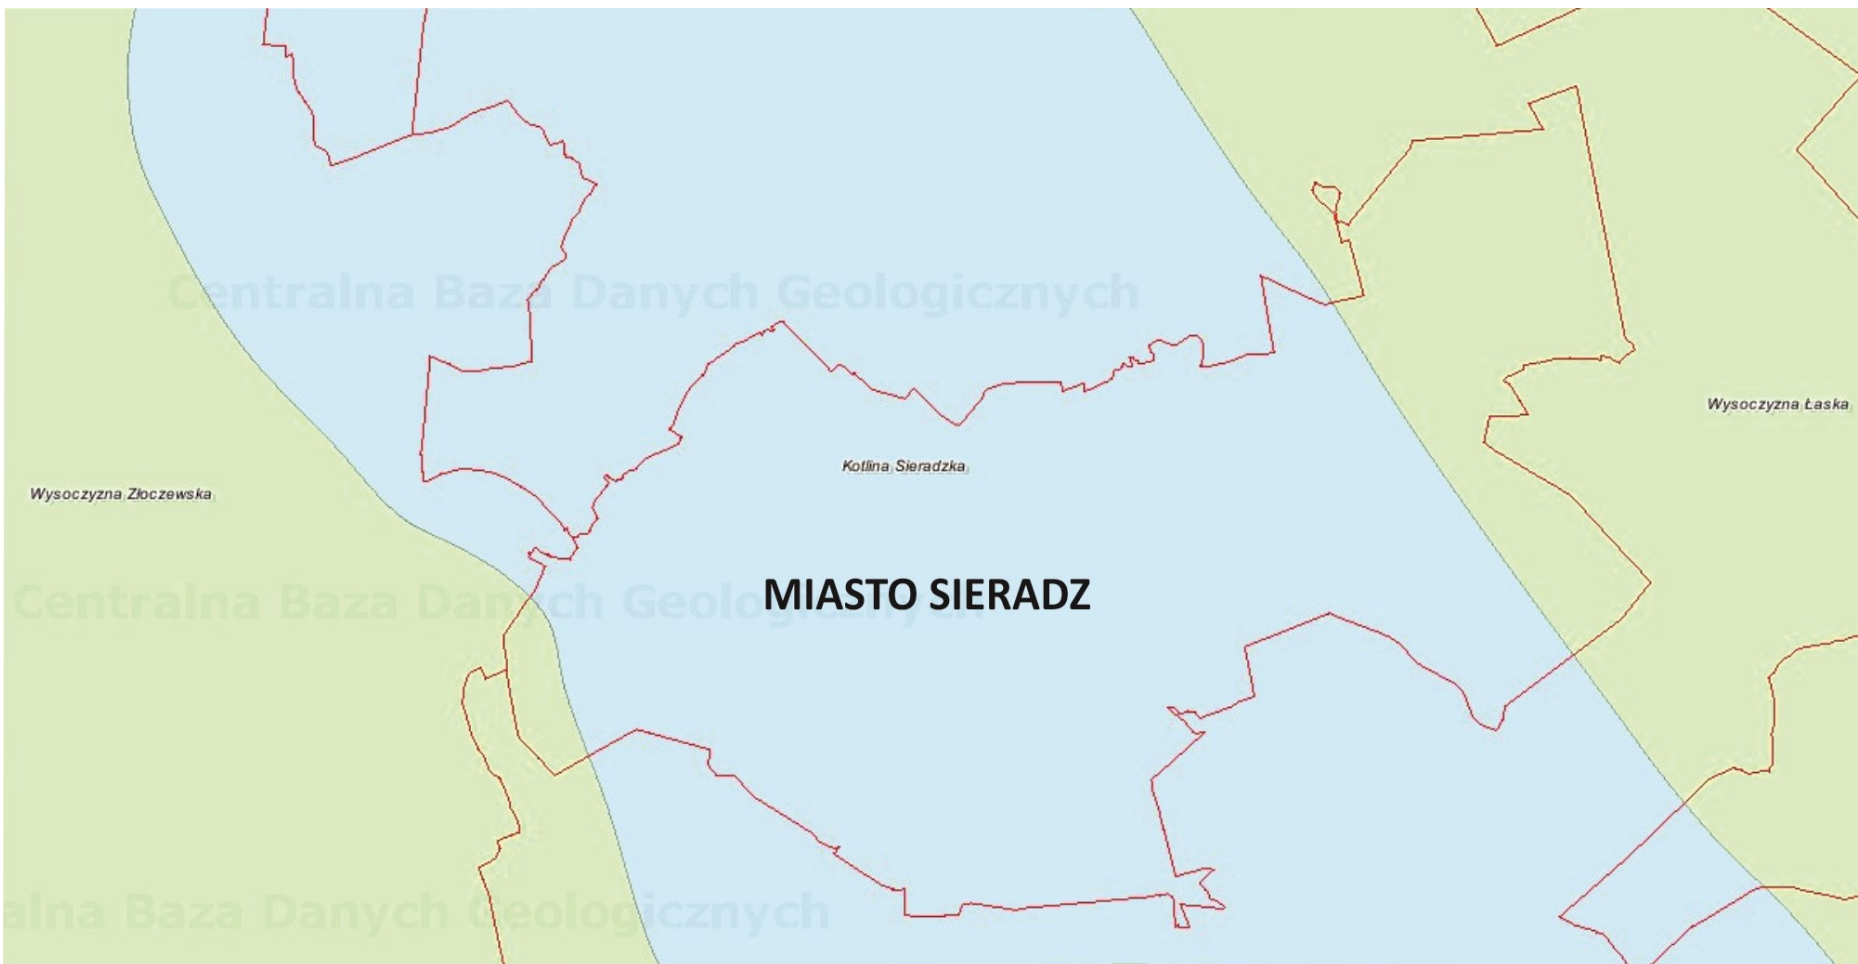 Centralna Baza Danych Geologicznych
Wysoczyzna Łaska
Kotlina Sieradzka
Wysoczyzna Złoczewska
MIASTO SIERADZ
Centralna Baza Danych Geologicznych
alna Baza Danych Geologicznych